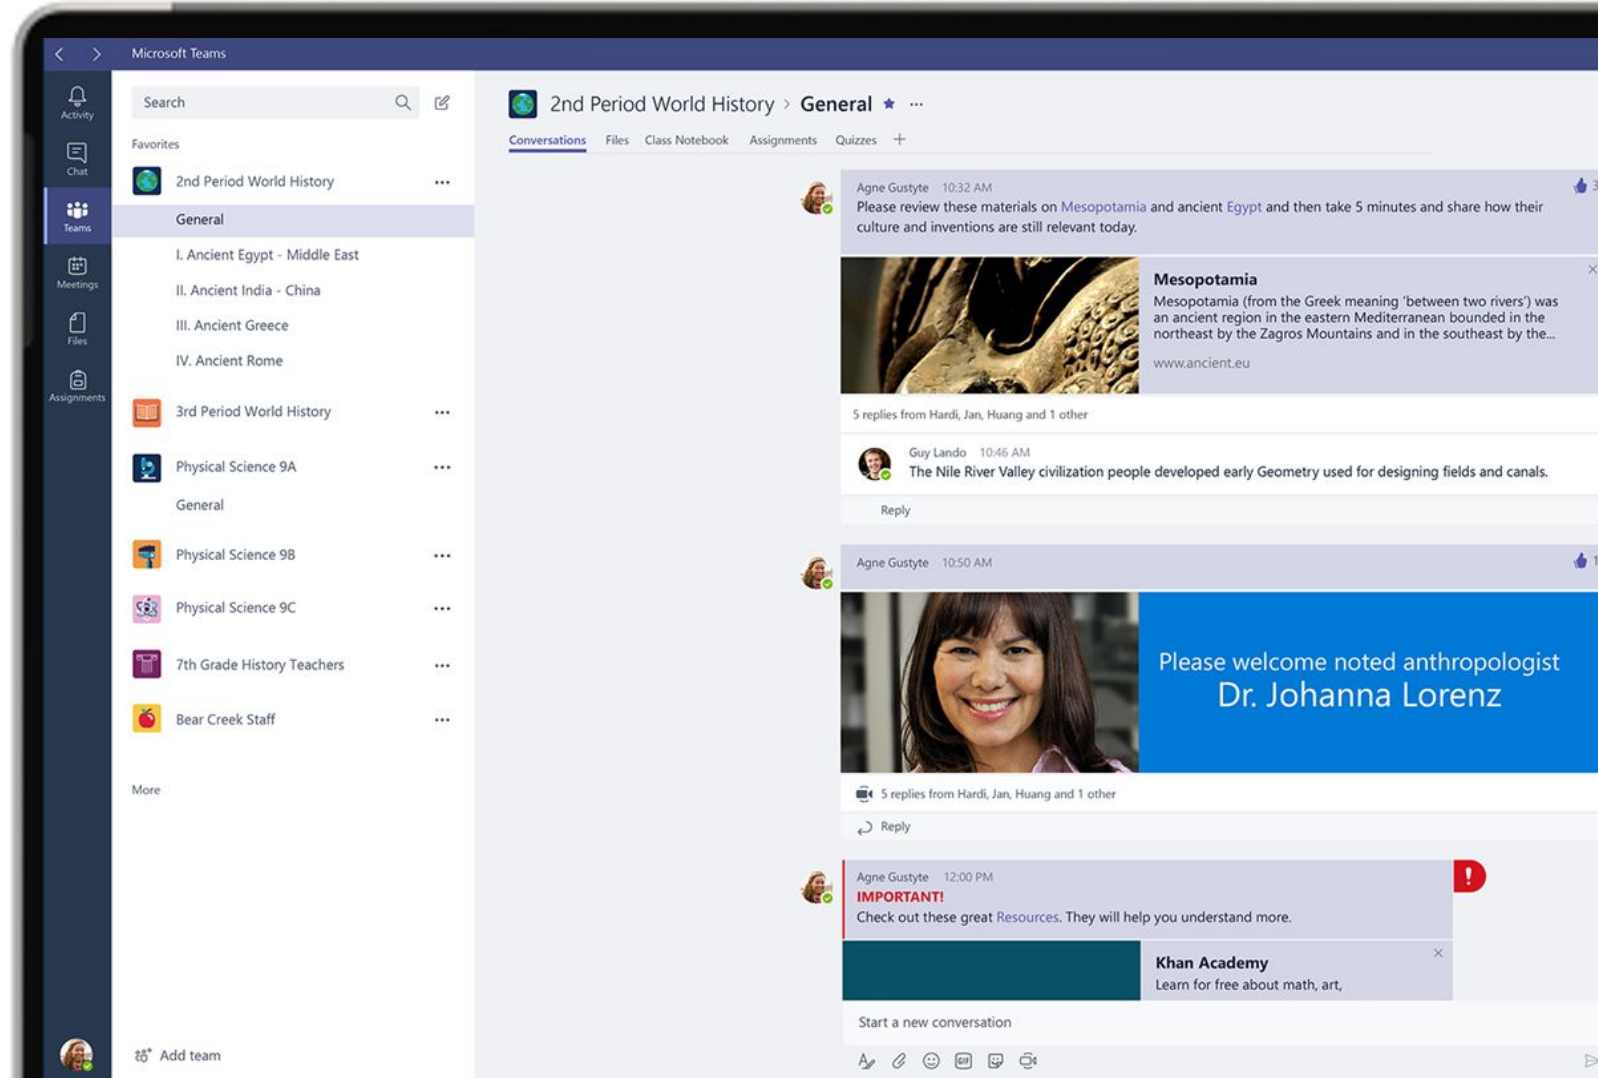 Microsoft Teams
Activity
Chat
Teams
Meetings
Files
Assignments
Search
Favorites
2nd Period World History
General
I. Ancient Egypt - Middle East
II. Ancient India - China
III. Ancient Greece
IV. Ancient Rome
3rd Period World History
Physical Science 9A
General
Physical Science 9B
Physical Science 9C
7th Grade History Teachers
Bear Creek Staff
More
Add team
2nd Period World History > General
Conversations Files Class Notebook Assignments Quizzes +
Agne Gustyte 10:32 AM
3
Please review these materials on Mesopotamia and ancient Egypt and then take 5 minutes and share how their
culture and inventions are still relevant today.
Mesopotamia
Mesopotamia (from the Greek meaning 'between two rivers') was
an ancient region in the eastern Mediterranean bounded in the
northeast by the Zagros Mountains and in the southeast by the...
www.ancient.eu
5 replies from Hardi, Jan, Huang and 1 other
Guy Lando 10:46 AM
The Nile River Valley civilization people developed early Geometry used for designing fields and canals.
Reply
Agne Gustyte 10:50 AM
1
Please welcome noted anthropologist
Dr. Johanna Lorenz
5 replies from Hardi, Jan, Huang and 1 other
Reply
Agne Gustyte 12:00 PM
!
IMPORTANT!
Check out these great Resources. They will help you understand more.
Khan Academy
Learn for free about math, art,
Start a new conversation
GIF